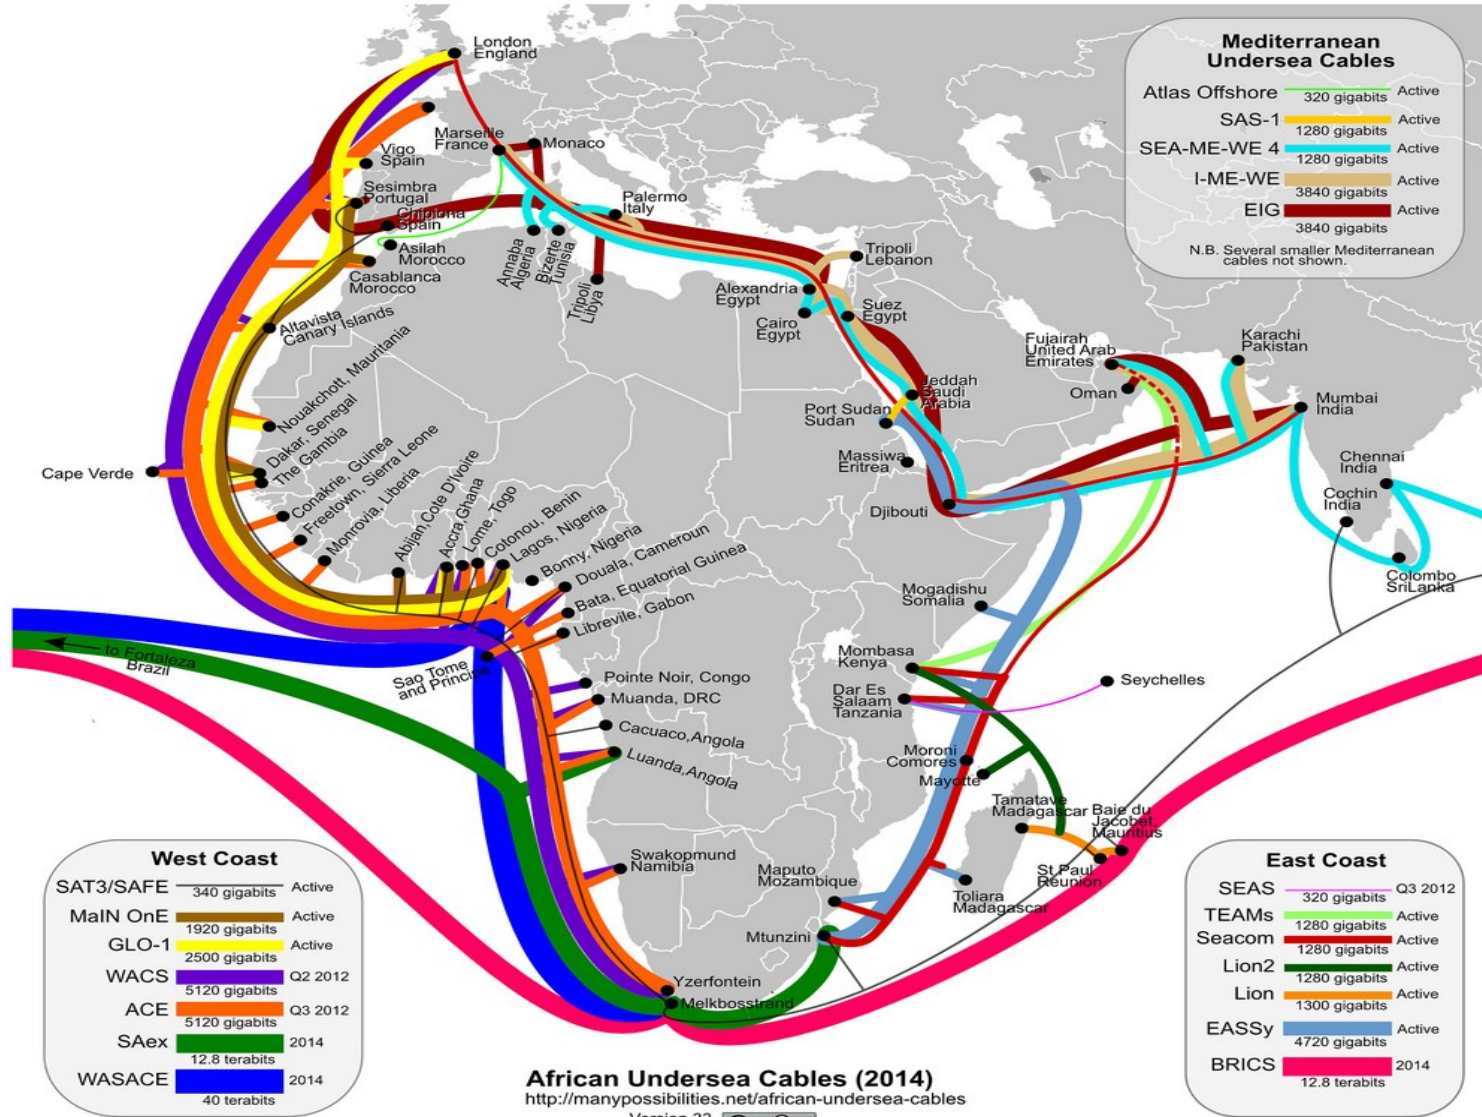 London
England
Marseille
France
Monaco
Vigo
Spain
Sesimbra
Portugal
Chipiona
Spain
Asilah
Morocco
Casablanca
Morocco
Altavista
Canary Islands
Palermo
Italy
Annaba
Algeria
Bizerte
Tunisia
Tripoli
Libya
Tripoli
Lebanon
Alexandria
Egypt
Cairo
Egypt
Suez
Egypt
Jeddah
Saudi
Arabia
Port Sudan
Sudan
Massiwa
Eritrea
Djibouti
Fujairah
United Arab
Emirates
Oman
Karachi
Pakistan
Mumbai
India
Chennai
India
Cochin
India
Colombo
SriLanka
Nouakchott, Mauritania
Dakar, Senegal
The Gambia
Cape Verde
Conakrie, Guinea
Freetown, Sierra Leone
Monrovia, Liberia
Abijan,Cote D'Ivoire
Accra,Ghana
Lome, Togo
Cotonou, Benin
Lagos, Nigeria
Bonny, Nigeria
Douala, Cameroun
Bata, Equatorial Guinea
Librevile, Gabon
to Fortaleza
Brazil
Sao Tome
and Principe
Pointe Noir, Congo
Muanda, DRC
Cacuaco,Angola
Luanda,Angola
Swakopmund
Namibia
Yzerfontein
Melkbosstrand
Mogadishu
Somalia
Mombasa
Kenya
Dar Es
Salaam
Tanzania
Seychelles
Moroni
Comores
Mayotte
Tamatave
Madagascar
Baie du
Jacobet,
Mauritius
St Paul
Reunion
Toliara
Madagascar
Maputo
Mozambique
Mtunzini
Mediterranean
Undersea Cables
Atlas Offshore 320 gigabits Active
SAS-1 1280 gigabits Active
SEA-ME-WE 4 1280 gigabits Active
I-ME-WE 3840 gigabits Active
EIG 3840 gigabits Active
N.B. Several smaller Mediterranean
cables not shown.
West Coast
SAT3/SAFE 340 gigabits Active
MaIN OnE 1920 gigabits Active
GLO-1 2500 gigabits Active
WACS 5120 gigabits Q2 2012
ACE 5120 gigabits Q3 2012
SAex 12.8 terabits 2014
WASACE 40 terabits 2014
East Coast
SEAS 320 gigabits Q3 2012
TEAMs 1280 gigabits Active
Seacom 1280 gigabits Active
Lion2 1280 gigabits Active
Lion 1300 gigabits Active
EASSy 4720 gigabits Active
BRICS 12.8 terabits 2014
African Undersea Cables (2014)
http://manypossibilities.net/african-undersea-cables